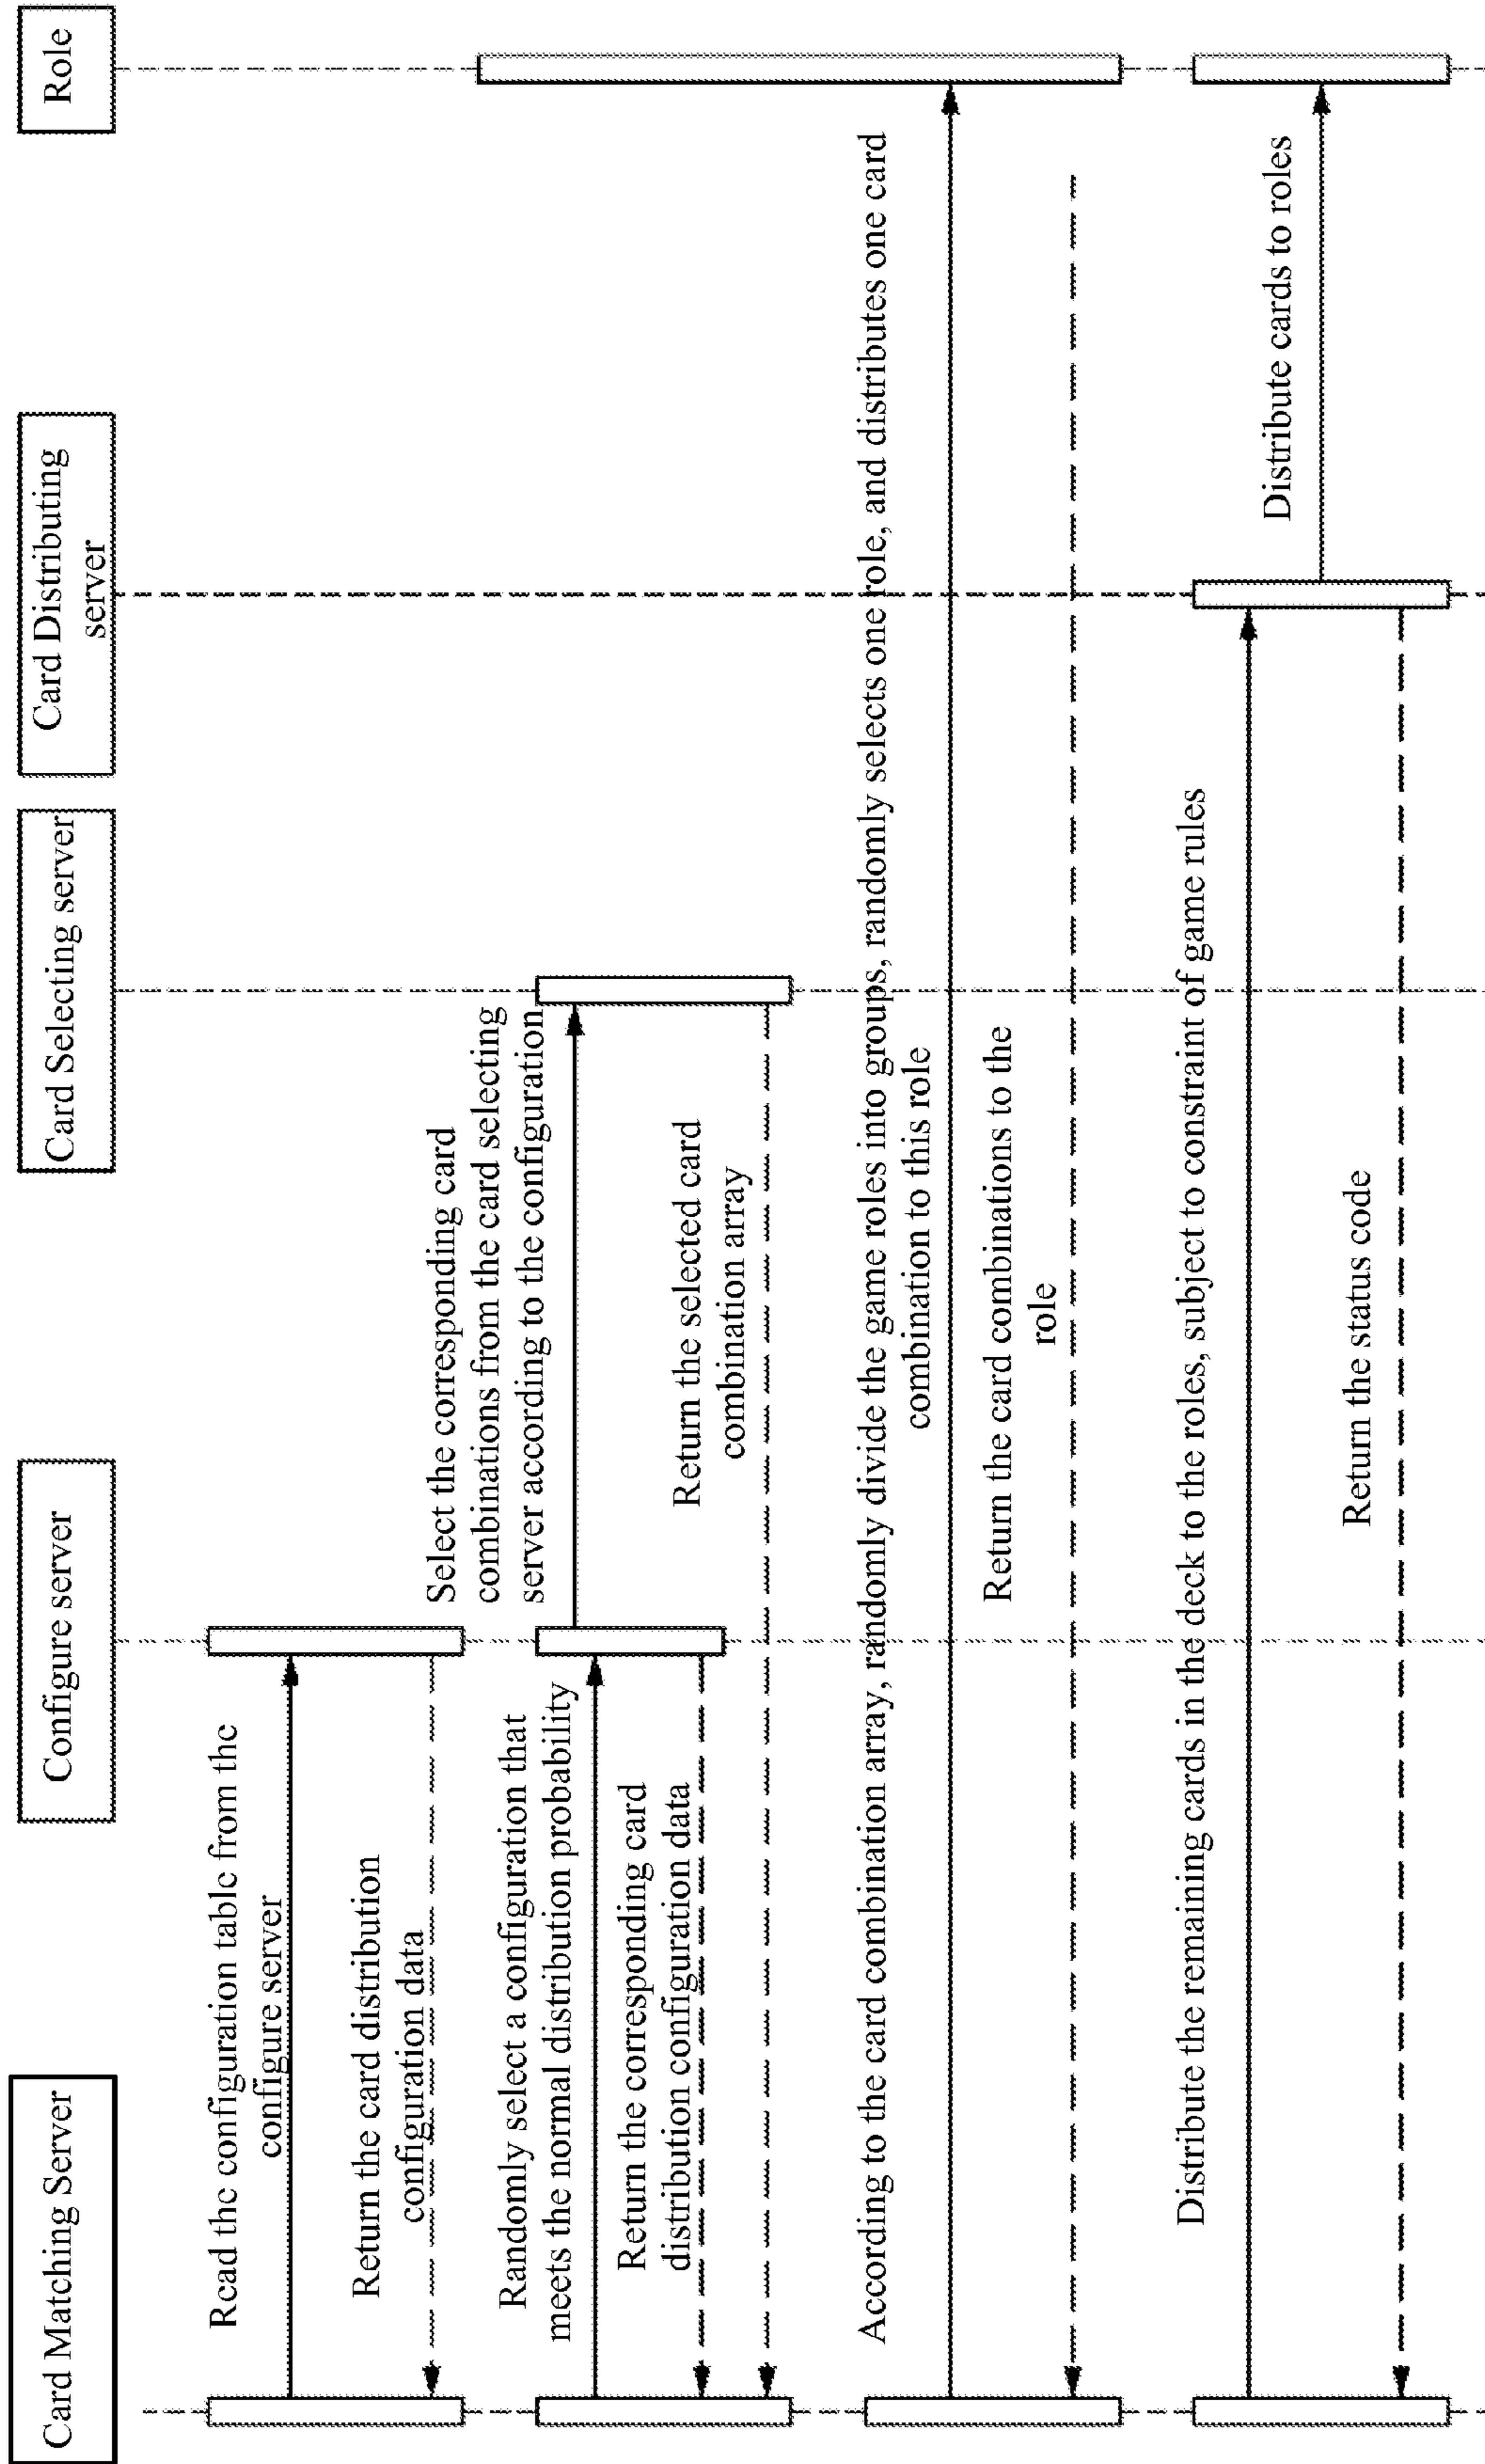 Card Matching Server
Configure server
Card Selecting server
Card Distributing
server
Role
Read the configuration table from the
configure server
Return the card distribution
configuration data
Randomly select a configuration that
meets the normal distribution probability
Select the corresponding card
combinations from the card selecting
server according to the configuration
Return the corresponding card
distribution configuration data
Return the selected card
combination array
According to the card combination array, randomly divide the game roles into groups, randomly selects one role, and distributes one card
combination to this role
Return the card combinations to the
role
Distribute the remaining cards in the deck to the roles, subject to constraint of game rules
Distribute cards to roles
Return the status code